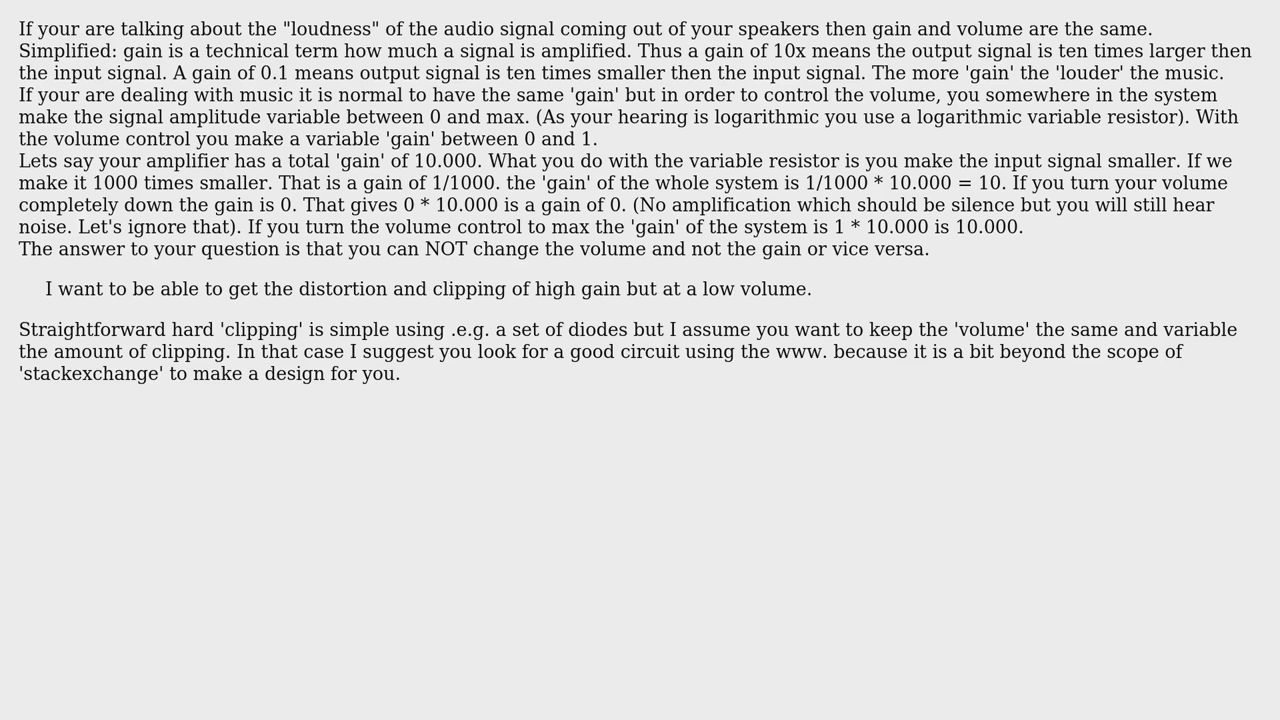 If your are talking about the "loudness" of the audio signal coming out of your speakers then gain and volume are the same.
Simplified: gain is a technical term how much a signal is amplified. Thus a gain of 10x means the output signal is ten times larger then
the input signal. A gain of 0.1 means output signal is ten times smaller then the input signal. The more 'gain' the 'louder' the music.
If your are dealing with music it is normal to have the same 'gain' but in order to control the volume, you somewhere in the system
make the signal amplitude variable between 0 and max. (As your hearing is logarithmic you use a logarithmic variable resistor). With
the volume control you make a variable 'gain' between 0 and 1.
Lets say your amplifier has a total 'gain' of 10.000. What you do with the variable resistor is you make the input signal smaller. If we
make it 1000 times smaller. That is a gain of 1/1000. the 'gain' of the whole system is 1/1000 * 10.000 = 10. If you turn your volume
completely down the gain is 0. That gives 0 * 10.000 is a gain of 0. (No amplification which should be silence but you will still hear
noise. Let's ignore that). If you turn the volume control to max the 'gain' of the system is 1 * 10.000 is 10.000.
The answer to your question is that you can NOT change the volume and not the gain or vice versa.
I want to be able to get the distortion and clipping of high gain but at a low volume.
Straightforward hard 'clipping' is simple using .e.g. a set of diodes but I assume you want to keep the 'volume' the same and variable
the amount of clipping. In that case I suggest you look for a good circuit using the www. because it is a bit beyond the scope of
'stackexchange' to make a design for you.